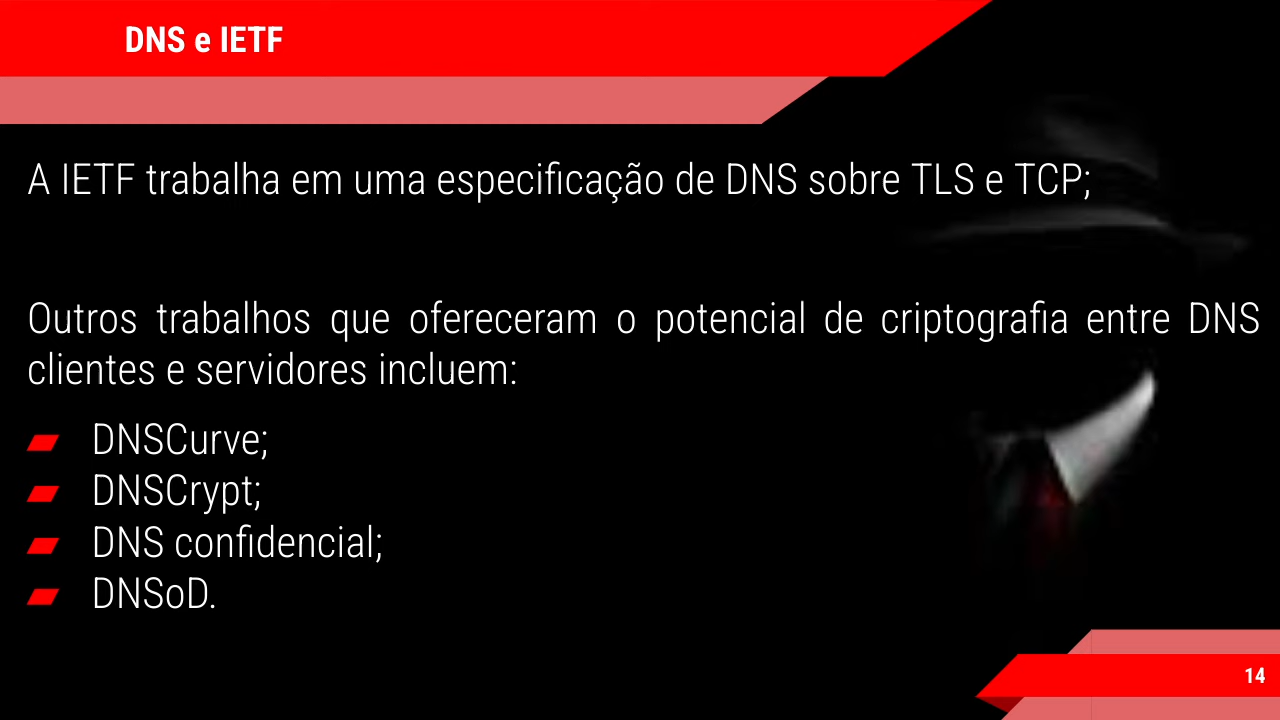 DNS e IETF
A IETF trabalha em uma especificação de DNS sobre TLS e TCP;
Outros trabalhos que ofereceram o potencial de criptografia entre DNS
clientes e servidores incluem:
DNSCurve;
DNSCrypt;
DNS confidencial;
DNSoD.
14